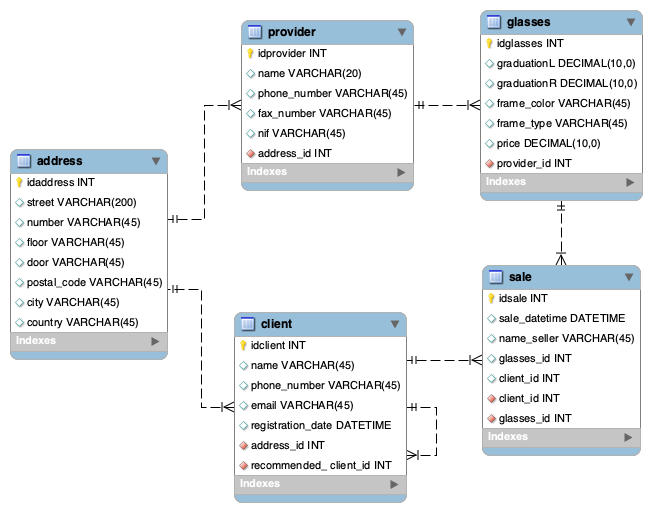 provider
idprovider INT
name VARCHAR(20)
phone_number VARCHAR(45)
fax_number VARCHAR(45)
nif VARCHAR(45)
address_id INT
Indexes
glasses
idglasses INT
graduationL DECIMAL(10,0)
graduationR DECIMAL(10,0)
frame_color VARCHAR(45)
frame_type VARCHAR(45)
price DECIMAL(10,0)
provider_id INT
Indexes
address
idaddress INT
street VARCHAR(200)
number VARCHAR(45)
floor VARCHAR(45)
door VARCHAR(45)
postal_code VARCHAR(45)
city VARCHAR(45)
country VARCHAR(45)
Indexes
client
idclient INT
name VARCHAR(45)
phone_number VARCHAR(45)
email VARCHAR(45)
registration_date DATETIME
address_id INT
recommended_ client_id INT
Indexes
sale
idsale INT
sale_datetime DATETIME
name_seller VARCHAR(45)
glasses_id INT
client_id INT
client_id INT
glasses_id INT
Indexes